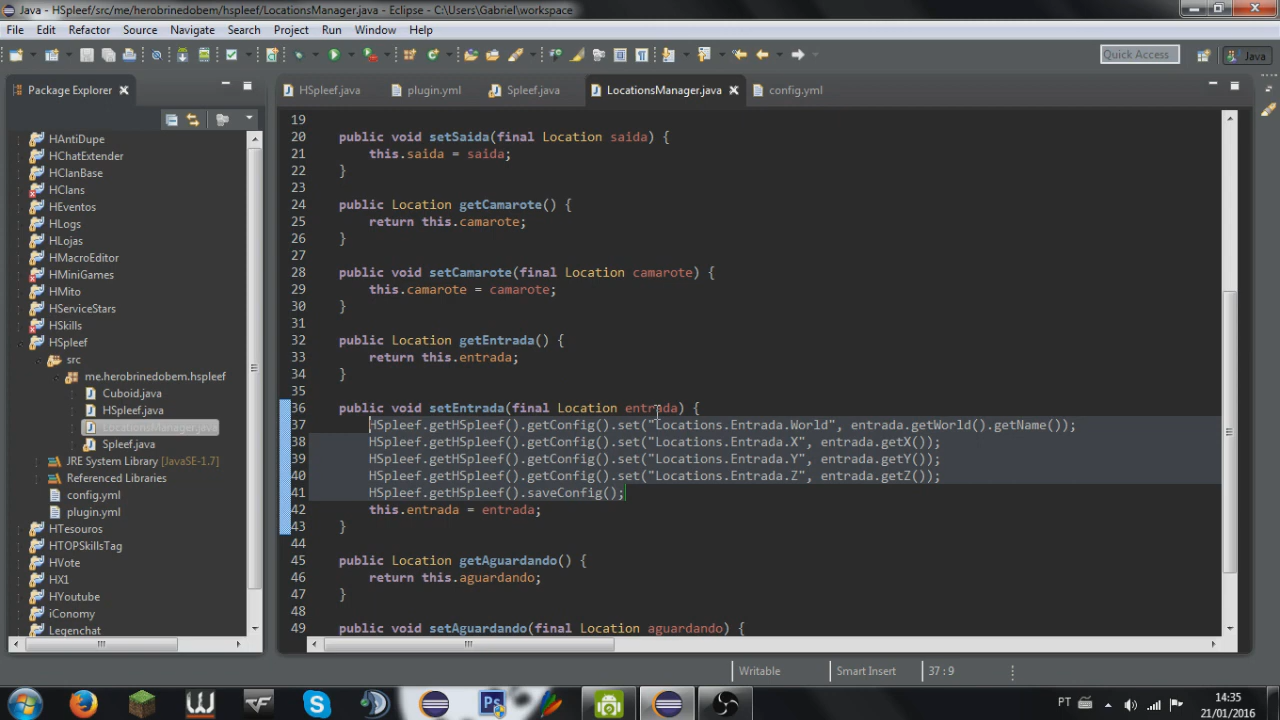 Java - HSpleef/src/me/herobrinedobem/hspleef/LocationsManager.java - Eclipse - C:\Users\Gabriel\workspace
File Edit Refactor Source Navigate Search Project Run Window Help
Quick Access
Java
Package Explorer
HSpleef.java plugin.yml Spleef.java LocationsManager.java config.yml
HAntiDupe
HChatExtender
HClanBase
HClans
HEventos
HLogs
HLojas
HMacroEditor
HMiniGames
HMito
HServiceStars
HSkills
HSpleef
src
me.herobrinedobem.hspleef
Cuboid.java
HSpleef.java
LocationsManager.java
Spleef.java
JRE System Library [JavaSE-1.7]
Referenced Libraries
config.yml
plugin.yml
HTesouros
HTOPSkillsTag
HVote
HX1
HYoutube
iConomy
Legenchat
19
20 public void setSaida(final Location saida) {
21 this.saida = saida;
22 }
23
24 public Location getCamarote() {
25 return this.camarote;
26 }
27
28 public void setCamarote(final Location camarote) {
29 this.camarote = camarote;
30 }
31
32 public Location getEntrada() {
33 return this.entrada;
34 }
35
36 public void setEntrada(final Location entrada) {
37 HSpleef.getHSpleef().getConfig().set("Locations.Entrada.World", entrada.getWorld().getName());
38 HSpleef.getHSpleef().getConfig().set("Locations.Entrada.X", entrada.getX());
39 HSpleef.getHSpleef().getConfig().set("Locations.Entrada.Y", entrada.getY());
40 HSpleef.getHSpleef().getConfig().set("Locations.Entrada.Z", entrada.getZ());
41 HSpleef.getHSpleef().saveConfig();
42 this.entrada = entrada;
43 }
44
45 public Location getAguardando() {
46 return this.aguardando;
47 }
48
49 public void setAguardando(final Location aguardando) {
Writable Smart Insert 37 : 9
PT
14:35
21/01/2016